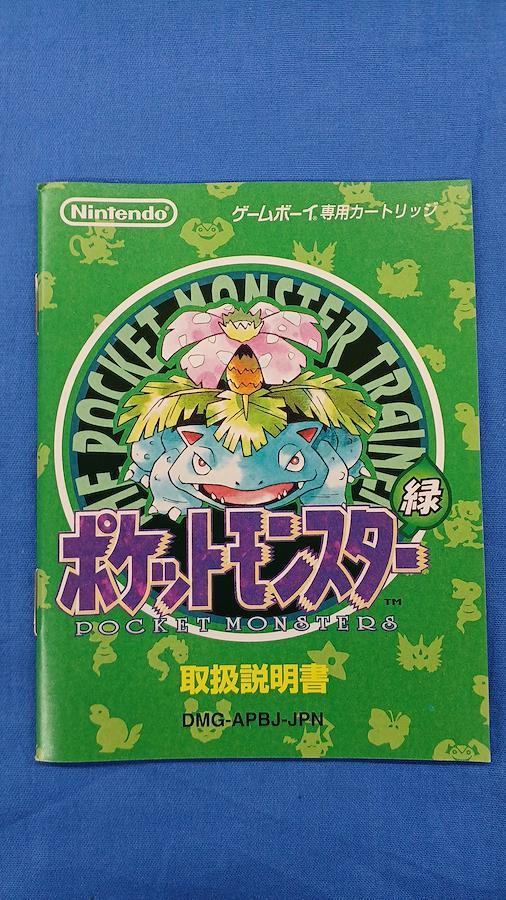 Nintendo
ゲームボーイ®専用カートリッジ
THE POCKET MONSTER TRAINER
緑
ポケットモンスター
TM
POCKET MONSTERS
取扱説明書
DMG-APBJ-JPN